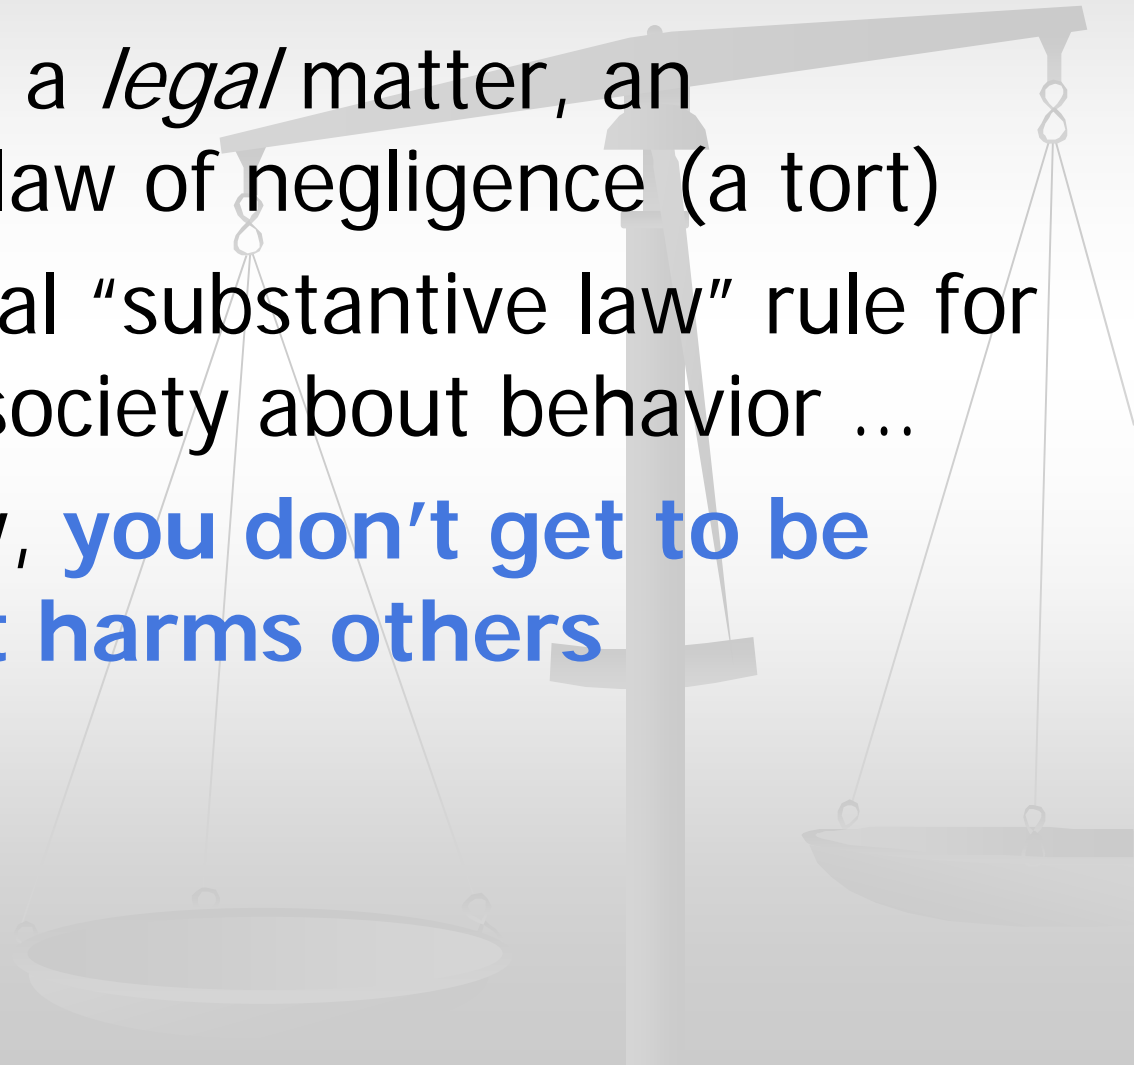 a legal matter, an
law of negligence (a tort)
al “substantive law” rule for
society about behavior …
, you don’t get to be
harms others